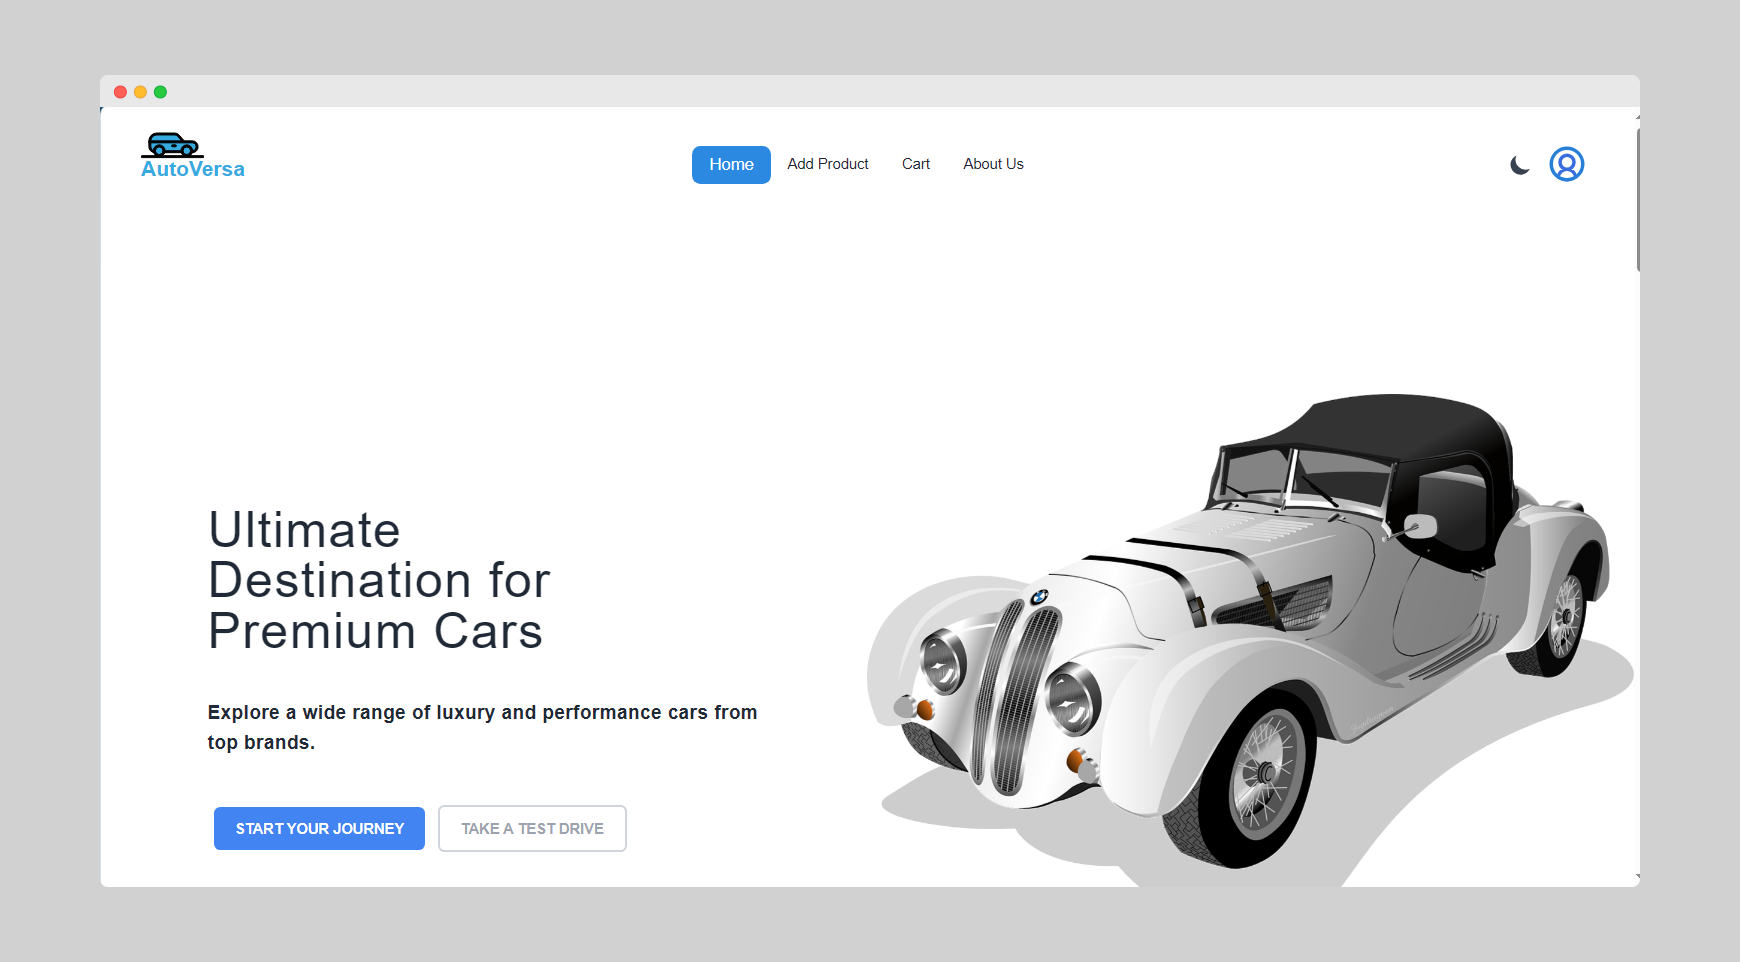 AutoVersa
Home
Add Product
Cart
About Us
Ultimate
Destination for
Premium Cars
Explore a wide range of luxury and performance cars from
top brands.
START YOUR JOURNEY
TAKE A TEST DRIVE